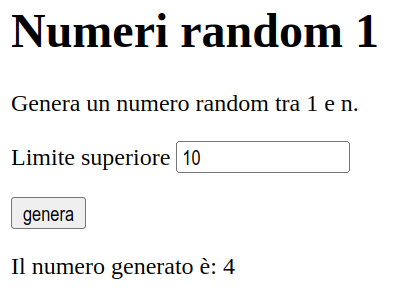 Numeri random 1
Genera un numero random tra 1 e n.
Limite superiore 10
genera
Il numero generato è: 4